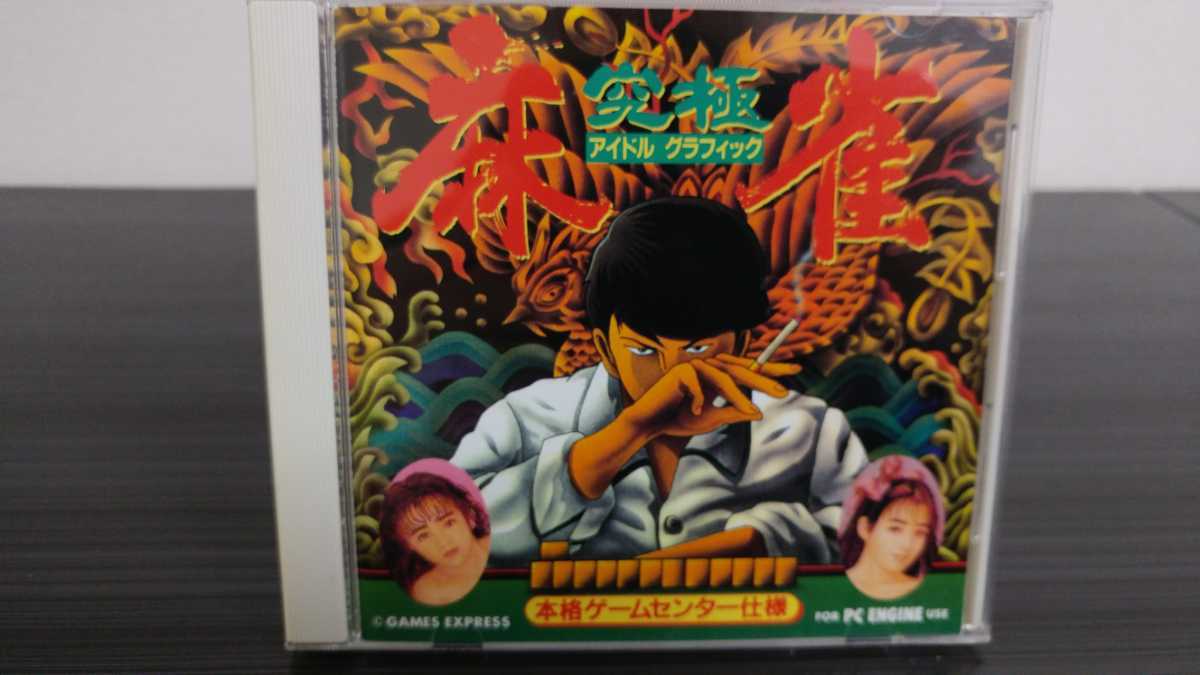 究極
麻雀
アイドル グラフィック
本格ゲームセンター仕様
© GAMES EXPRESS
FOR PC ENGINE USE